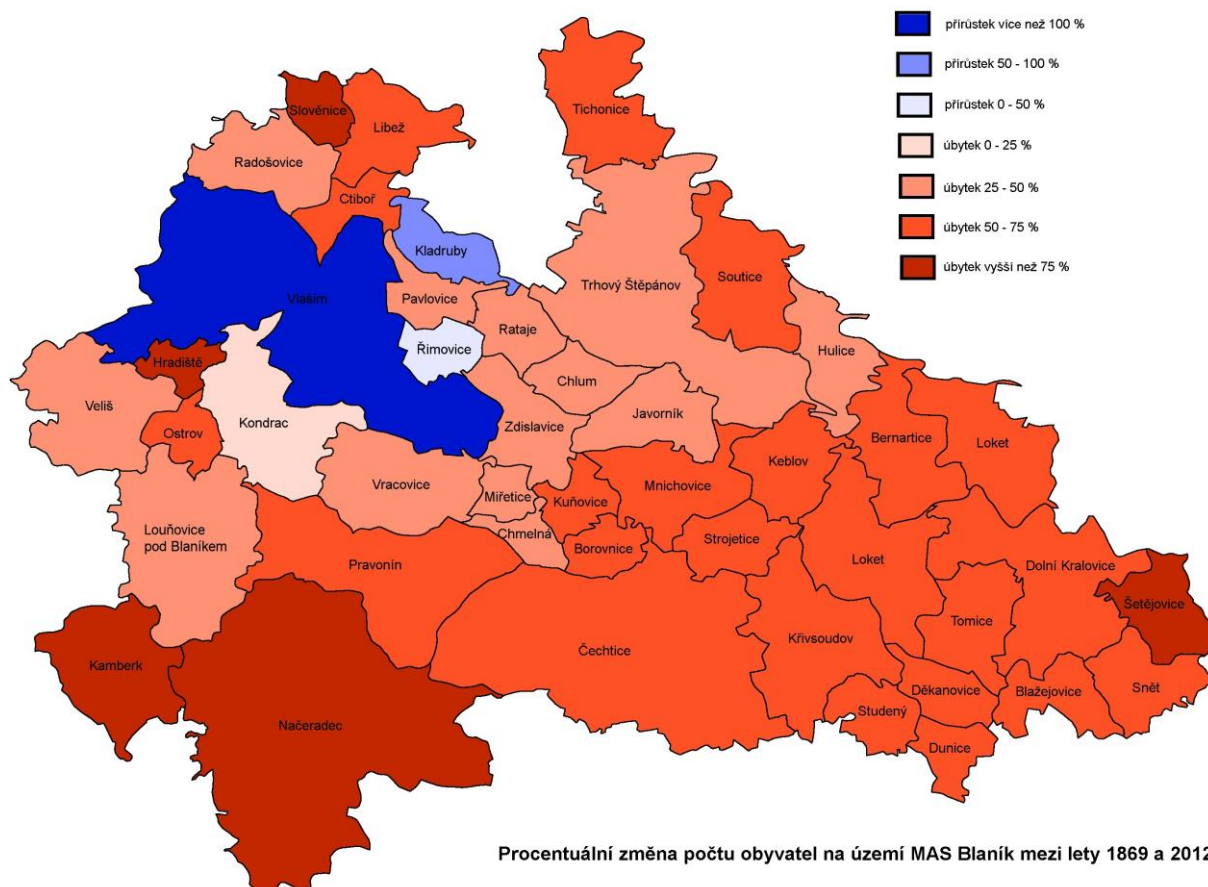 přírůstek více než 100 %
přírůstek 50 - 100 %
přírůstek 0 - 50 %
úbytek 0 - 25 %
úbytek 25 - 50 %
úbytek 50 - 75 %
úbytek vyšší než 75 %
Slověnice
Libež
Tichonice
Radošovice
Ctiboř
Kladruby
Trhový Štěpánov
Soutice
Vlašim
Pavlovice
Rataje
Římovice
Hulice
Hradiště
Chlum
Veliš
Kondrac
Javorník
Ostrov
Zdislavice
Bernartice
Loket
Keblov
Vracovice
Miřetice
Kuňovice
Mnichovice
Louňovice
pod Blaníkem
Chmelná
Borovnice
Strojetice
Loket
Dolní Kralovice
Pravonín
Šetějovice
Tomice
Křivsoudov
Čechtice
Kamberk
Děkanovice
Blažejovice
Snět
Studený
Načeradec
Dunice
Procentuální změna počtu obyvatel na území MAS Blaník mezi lety 1869 a 2012